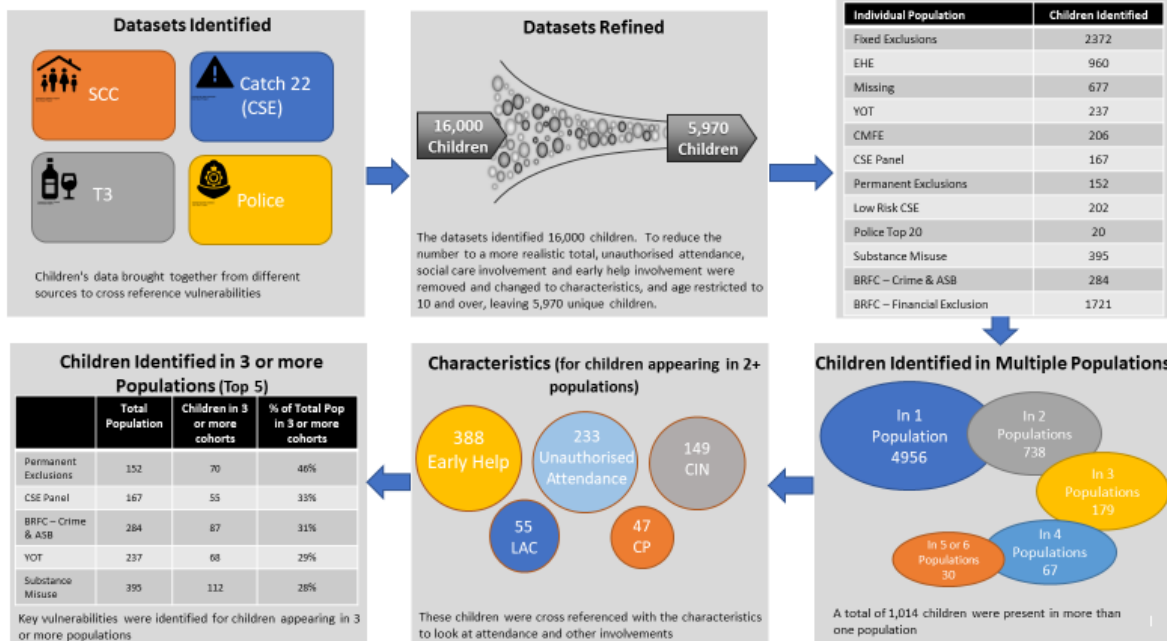 Datasets Identified
SCC
Catch 22
(CSE)
T3
Police
Children's data brought together from different
sources to cross reference vulnerabilities
Datasets Refined
16,000
Children
5,970
Children
The datasets identified 16,000 children. To reduce the
number to a more realistic total, unauthorised attendance,
social care involvement and early help involvement were
removed and changed to characteristics, and age restricted to
10 and over, leaving 5,970 unique children.
Individual Population Children Identified
Fixed Exclusions 2372
EHE 960
Missing 677
YOT 237
CMFE 206
CSE Panel 167
Permanent Exclusions 152
Low Risk CSE 202
Police Top 20 20
Substance Misuse 395
BRFC – Crime & ASB 284
BRFC – Financial Exclusion 1721
Children Identified in Multiple Populations
In 1
Population
4956
In 2
Populations
738
In 3
Populations
179
In 4
Populations
67
In 5 or 6
Populations
30
A total of 1,014 children were present in more than
one population
Characteristics (for children appearing in 2+
populations)
388
Early Help
233
Unauthorised
Attendance
149
CIN
55
LAC
47
CP
These children were cross referenced with the characteristics
to look at attendance and other involvements
Children Identified in 3 or more
Populations (Top 5)
Total
Population
Children in 3
or more
cohorts
% of Total Pop
in 3 or more
cohorts
Permanent
Exclusions
152 70 46%
CSE Panel 167 55 33%
BRFC – Crime
& ASB
284 87 31%
YOT 237 68 29%
Substance
Misuse
395 112 28%
Key vulnerabilities were identified for children appearing in 3
or more populations